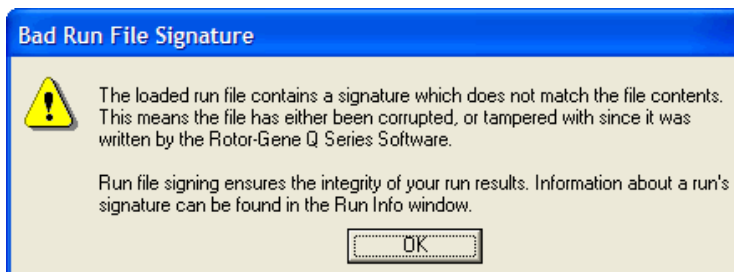 Bad Run File Signature
The loaded run file contains a signature which does not match the file contents.
This means the file has either been corrupted, or tampered with since it was
written by the Rotor-Gene Q Series Software.
Run file signing ensures the integrity of your run results. Information about a run's
signature can be found in the Run Info window.
OK